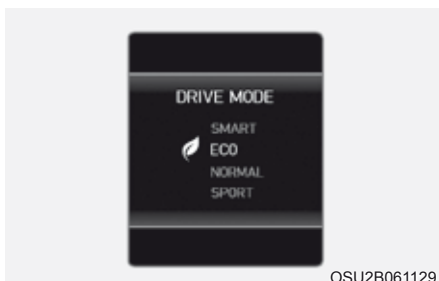 DRIVE MODE
SMART
ECO
NORMAL
SPORT
OSU2B061129